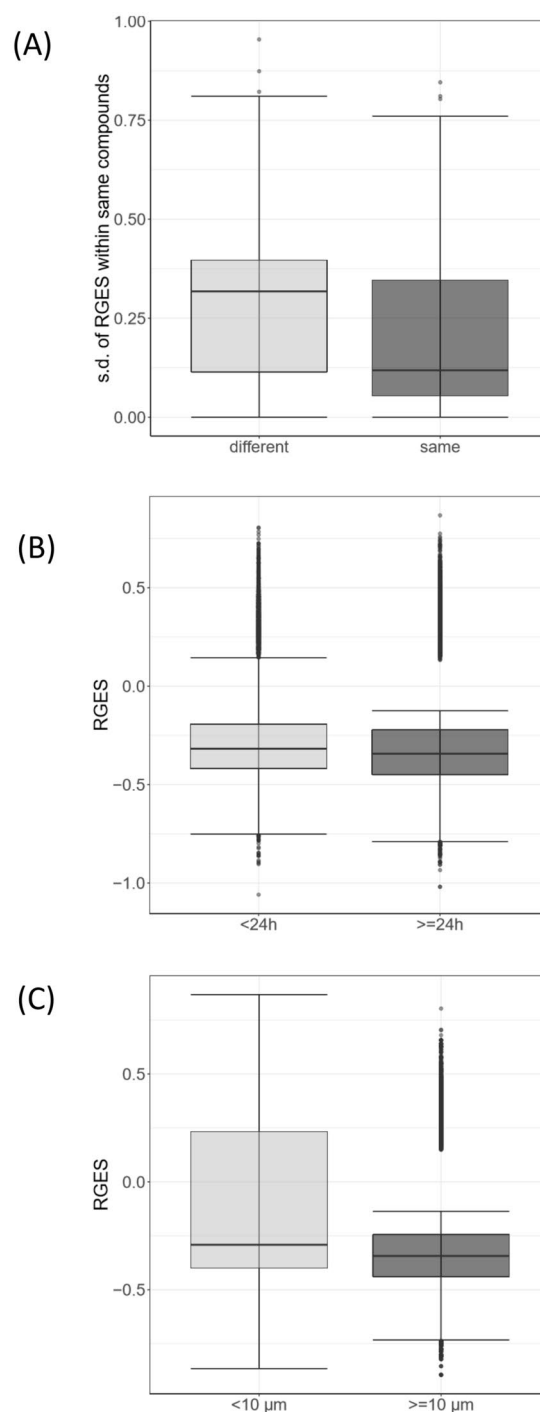 (A)
s.d. of RGES within same compounds
1.00
0.75
0.50
0.25
0.00
different same
(B)
RGES
0.5
0.0
−0.5
−1.0
<24h >=24h
(C)
RGES
0.5
0.0
−0.5
<10 µm >=10 µm